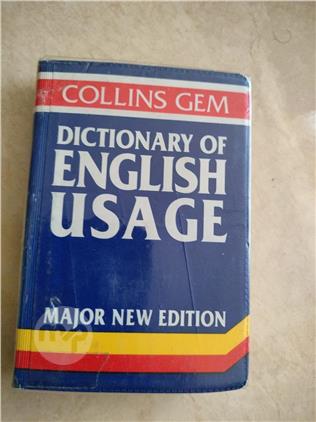 COLLINS GEM
DICTIONARY OF
ENGLISH
USAGE
MAJOR NEW EDITION